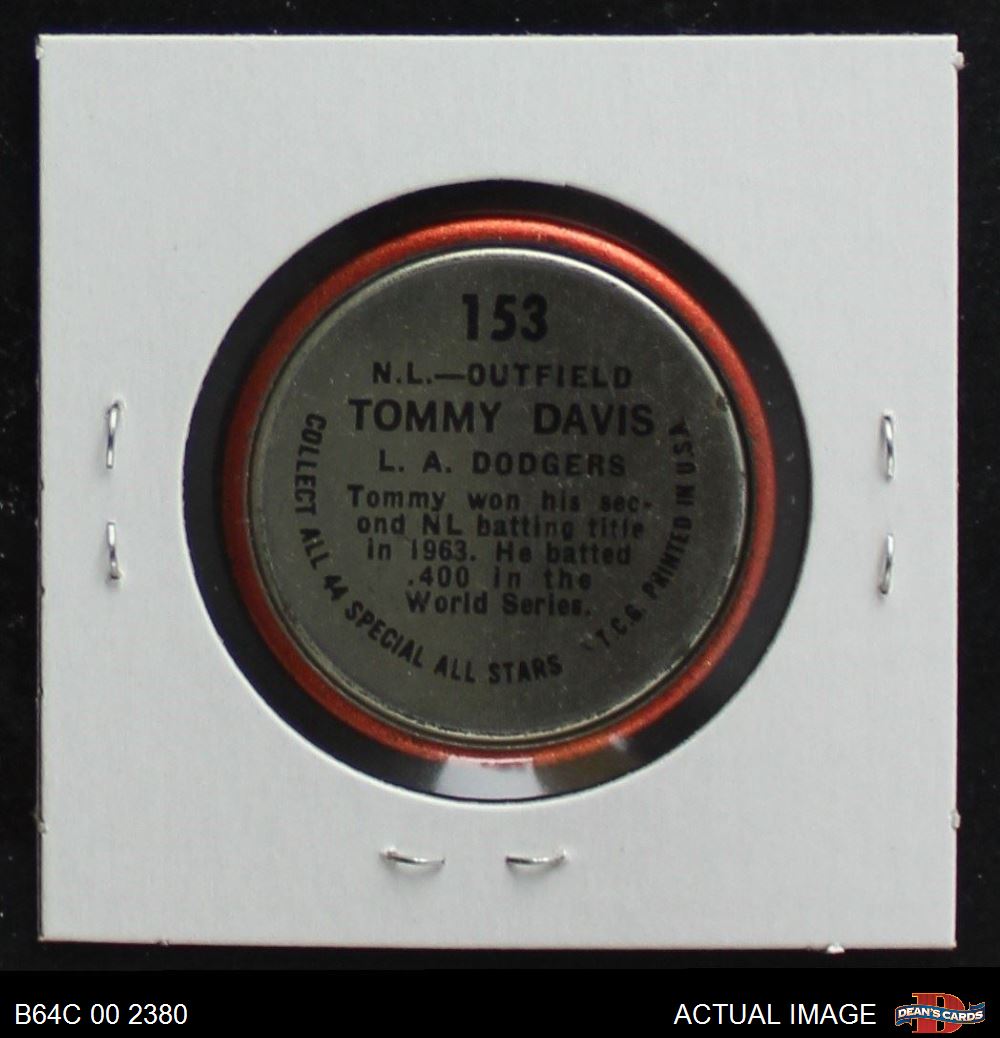 153
N.L.—OUTFIELD
TOMMY DAVIS
L. A. DODGERS
Tommy won his sec-
ond NL batting title
in 1963. He batted
.400 in the
World Series.
COLLECT ALL 44 SPECIAL ALL STARS
T.C.G. PRINTED IN USA
B64C 00 2380
ACTUAL IMAGE
DEAN'S CARDS